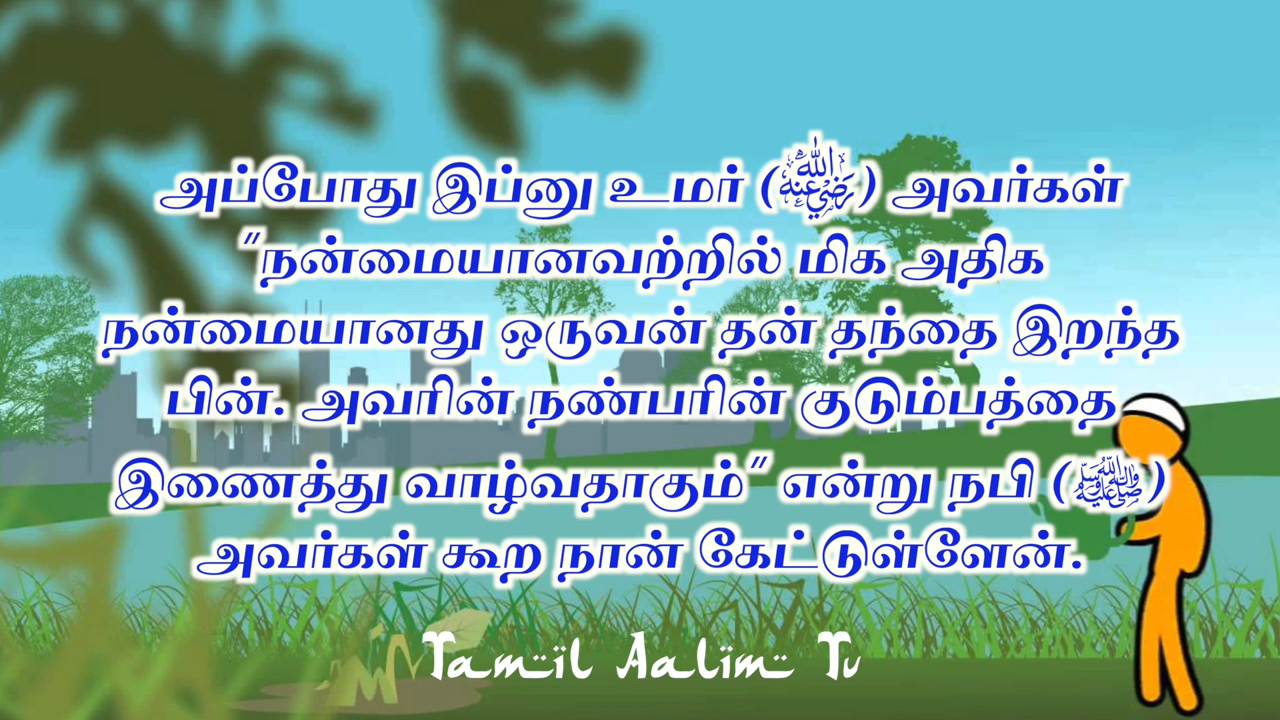 அப்போது இப்னு உமர் (رَضِيَ اللَّهُ عَنْهُ) அவர்கள்
"நன்மையானவற்றில் மிக அதிக
நன்மையானது ஒருவன் தன் தந்தை இறந்த
பின். அவரின் நண்பரின் குடும்பத்தை
இணைத்து வாழ்வதாகும்" என்று நபி (ﷺ)
அவர்கள் கூற நான் கேட்டுள்ளேன்.
Tamil Aalim Tv